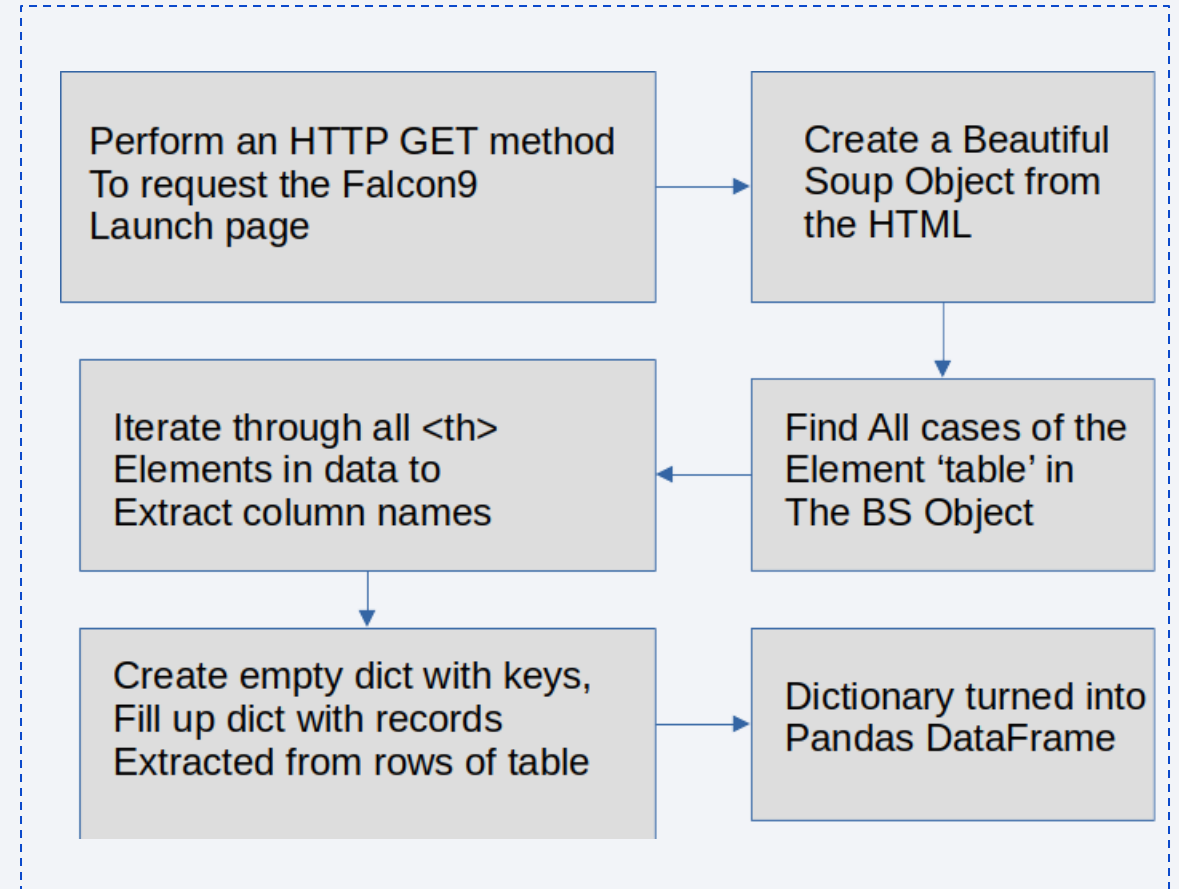 Perform an HTTP GET method
To request the Falcon9
Launch page
Create a Beautiful
Soup Object from
the HTML
Find All cases of the
Element ‘table’ in
The BS Object
Iterate through all <th>
Elements in data to
Extract column names
Create empty dict with keys,
Fill up dict with records
Extracted from rows of table
Dictionary turned into
Pandas DataFrame